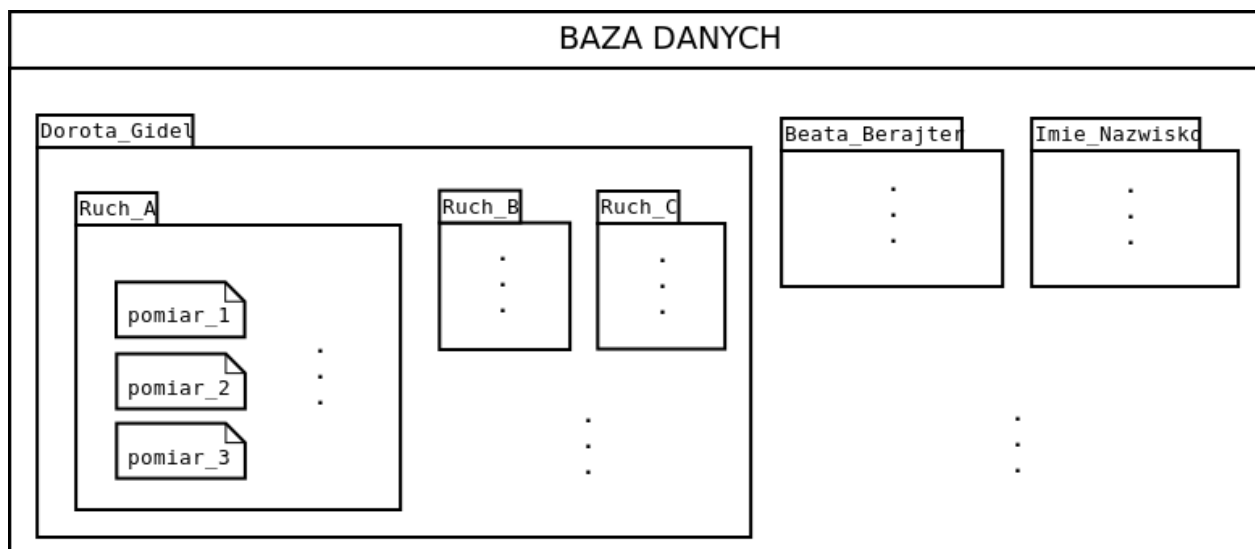 BAZA DANYCH
Dorota_Gidel
Beata_Berajter
Imie_Nazwisko
Ruch_A
Ruch_B
Ruch_C
pomiar_1
pomiar_2
pomiar_3